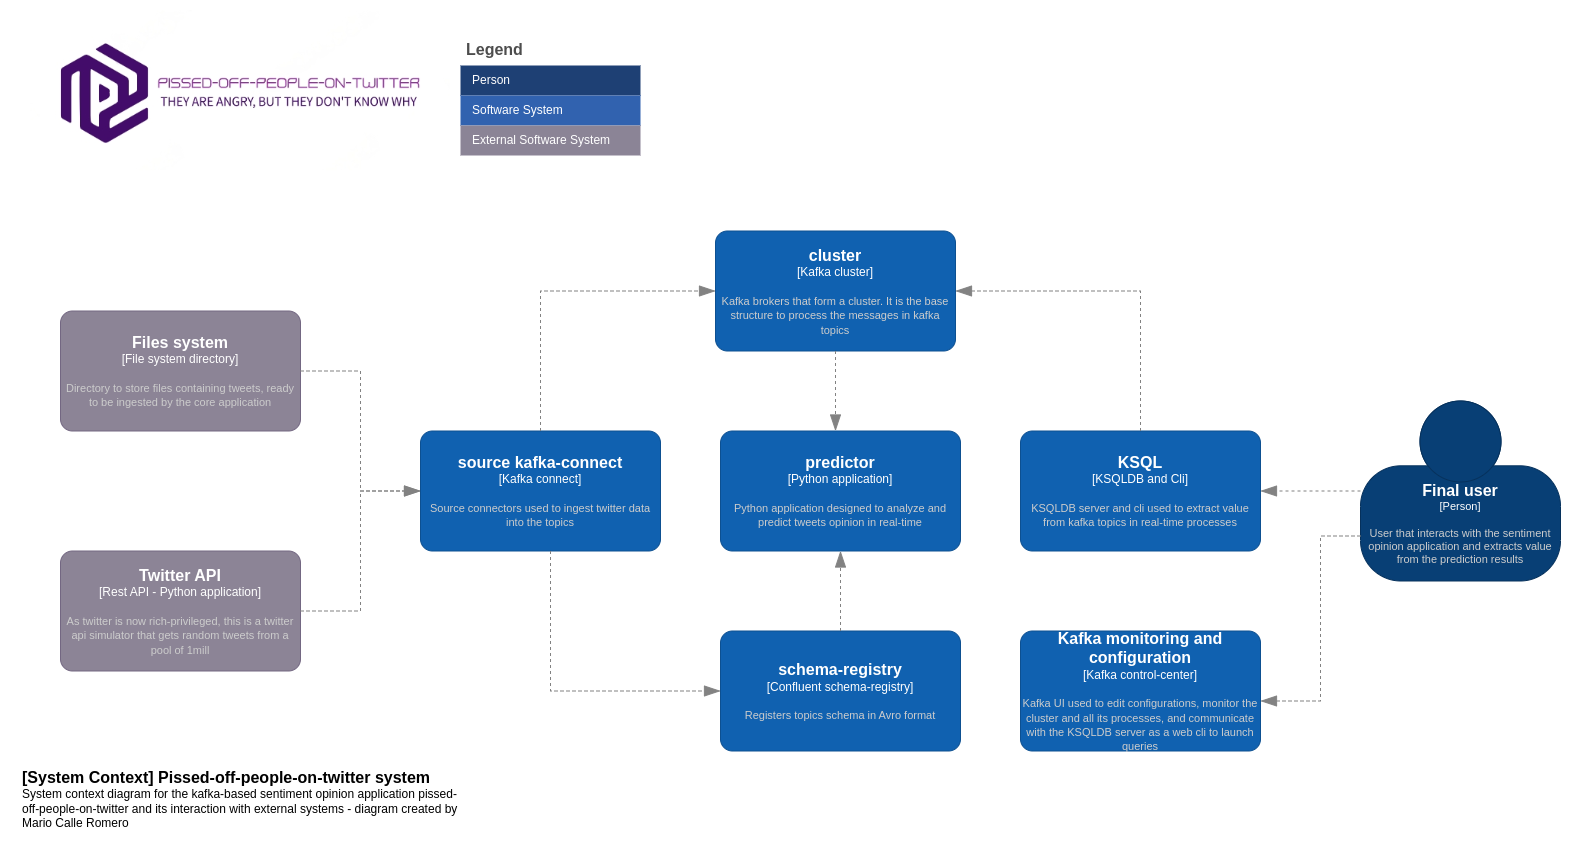 PISSED-OFF-PEOPLE-ON-TWITTER
THEY ARE ANGRY, BUT THEY DON'T KNOW WHY
Legend
Person
Software System
External Software System
cluster
[Kafka cluster]
Kafka brokers that form a cluster. It is the base
structure to process the messages in kafka
topics
Files system
[File system directory]
Directory to store files containing tweets, ready
to be ingested by the core application
source kafka-connect
[Kafka connect]
Source connectors used to ingest twitter data
into the topics
predictor
[Python application]
Python application designed to analyze and
predict tweets opinion in real-time
KSQL
[KSQLDB and Cli]
KSQLDB server and cli used to extract value
from kafka topics in real-time processes
Final user
[Person]
User that interacts with the sentiment
opinion application and extracts value
from the prediction results
Twitter API
[Rest API - Python application]
As twitter is now rich-privileged, this is a twitter
api simulator that gets random tweets from a
pool of 1mill
schema-registry
[Confluent schema-registry]
Registers topics schema in Avro format
Kafka monitoring and
configuration
[Kafka control-center]
Kafka UI used to edit configurations, monitor the
cluster and all its processes, and communicate
with the KSQLDB server as a web cli to launch
queries
[System Context] Pissed-off-people-on-twitter system
System context diagram for the kafka-based sentiment opinion application pissed-
off-people-on-twitter and its interaction with external systems - diagram created by
Mario Calle Romero